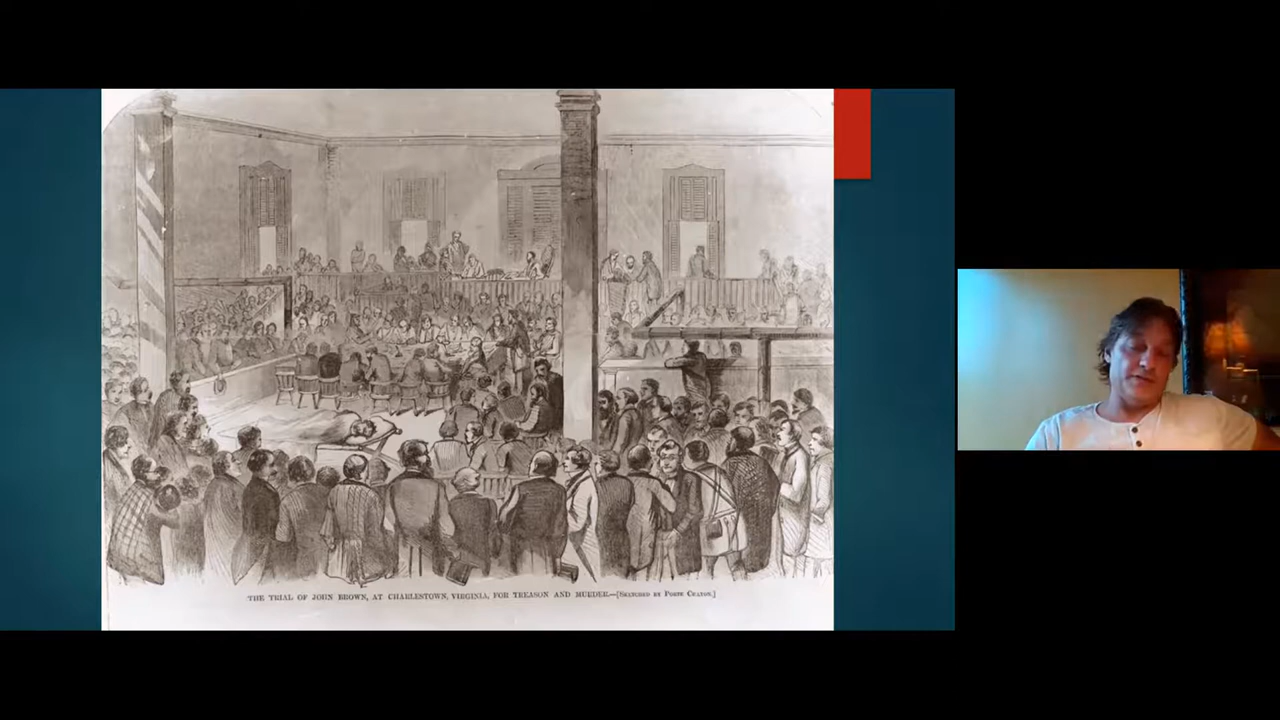 THE TRIAL OF JOHN BROWN, AT CHARLESTOWN, VIRGINIA, FOR TREASON AND MURDER.—[Sketched by Porte Crayon.]